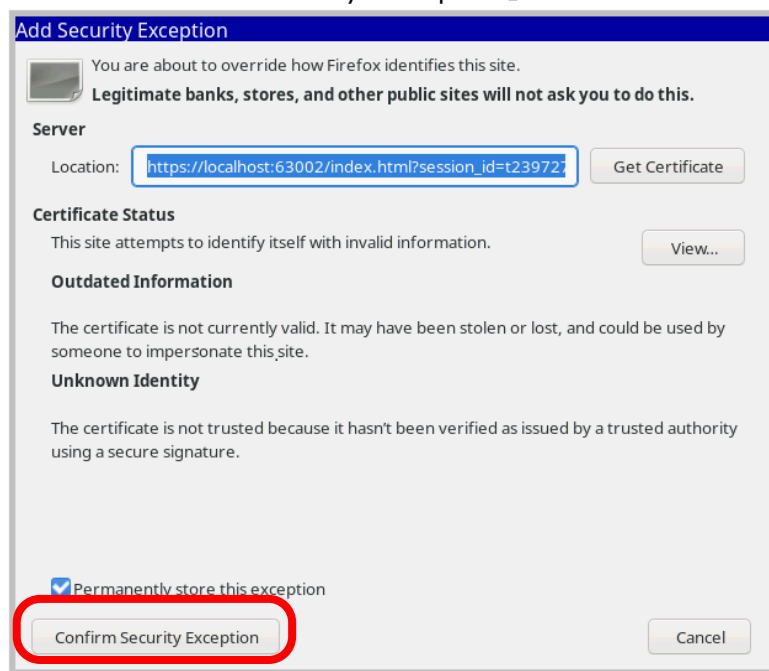 Add Security Exception
You are about to override how Firefox identifies this site.
Legitimate banks, stores, and other public sites will not ask you to do this.
Server
Location: https://localhost:63002/index.html?session_id=t239727 Get Certificate
Certificate Status
This site attempts to identify itself with invalid information. View...
Outdated Information
The certificate is not currently valid. It may have been stolen or lost, and could be used by
someone to impersonate this site.
Unknown Identity
The certificate is not trusted because it hasn't been verified as issued by a trusted authority
using a secure signature.
Permanently store this exception
Confirm Security Exception Cancel